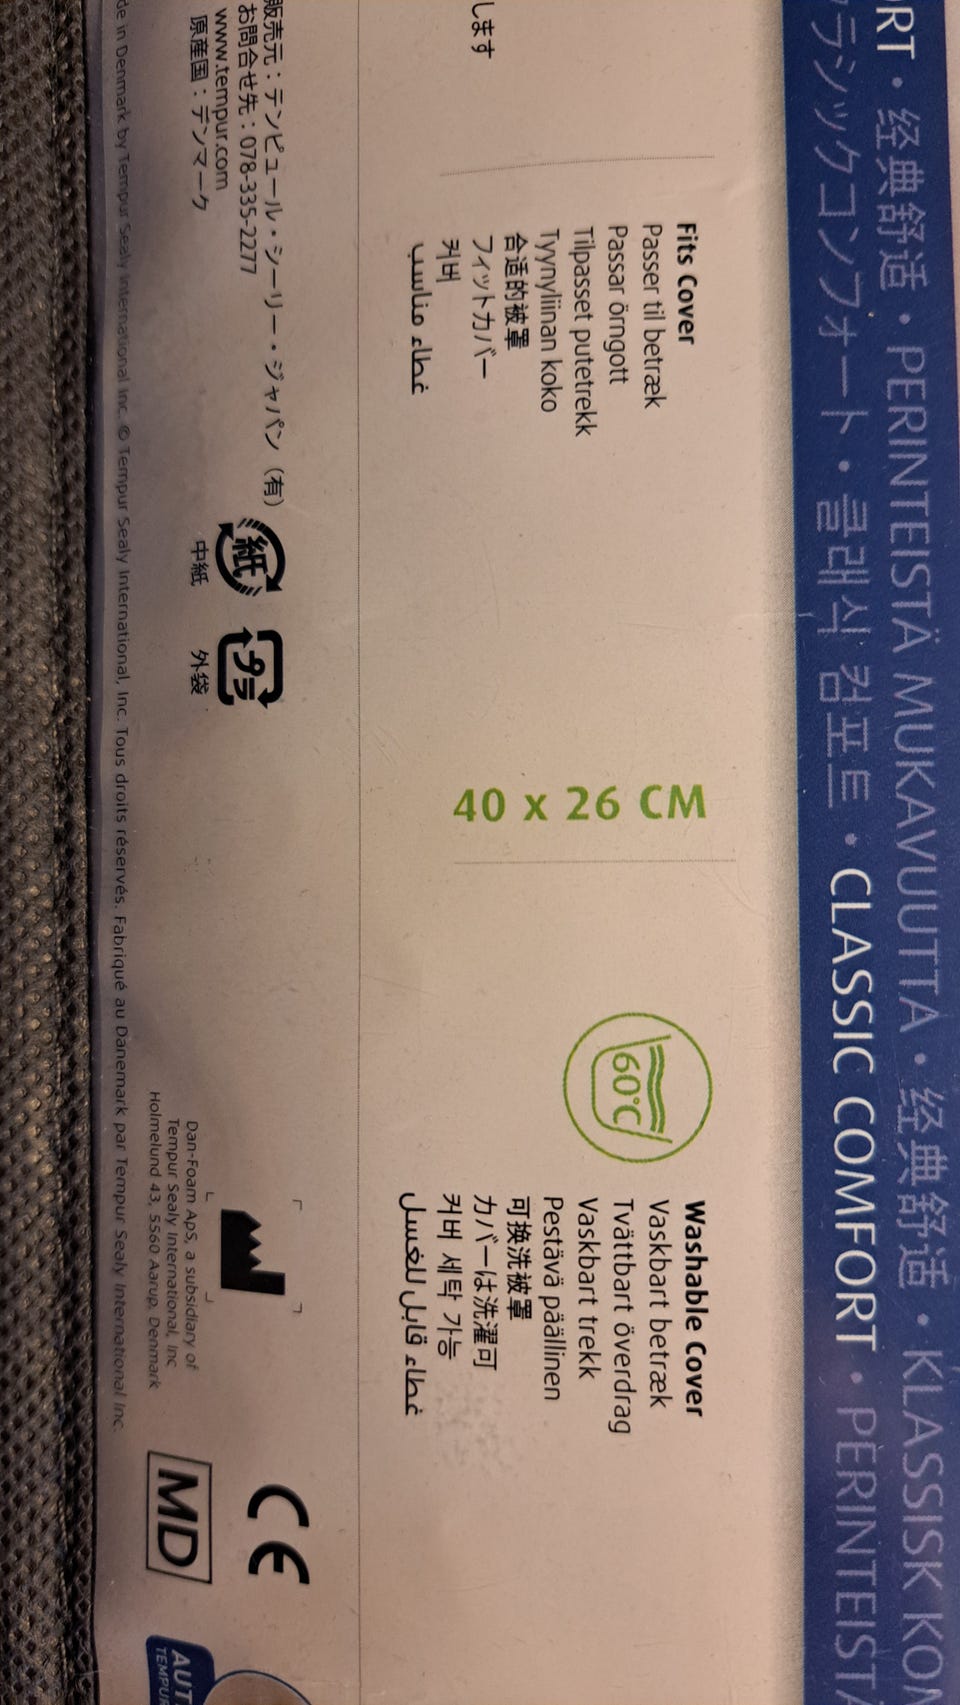 ORT • 经典舒适 • PERINTEISTÄ MUKAVUUTTA • 经典舒适 • KLASSISK KOM
クラシックコンフォート • 클래식 컴포트 • CLASSIC COMFORT • PERINTEISTÄ
します
Fits Cover
Passer til betræk
Passar örngott
Tilpasset putetrekk
Tyynyliinan koko
合适的被罩
フィットカバー
커버
غطاء مناسب
40 x 26 CM
60°C
Washable Cover
Vaskbart betræk
Tvättbart överdrag
Vaskbart trekk
Pestävä päällinen
可换洗被罩
カバーは洗濯可
커버 세탁 가능
غطاء قابل للغسل
販売元：テンピュール・シーリー・ジャパン（有）
お問合せ先：078-335-2277
www.tempur.com
原産国：デンマーク
紙
中紙
プラ
外袋
Dan-Foam ApS, a subsidiary of
Tempur Sealy International, Inc
Holmelund 43, 5560 Aarup, Denmark
CE
MD
AUT
TEMPUR
de in Denmark by Tempur Sealy International Inc. © Tempur Sealy International, Inc. Tous droits réservés. Fabriqué au Danemark par Tempur Sealy International Inc.